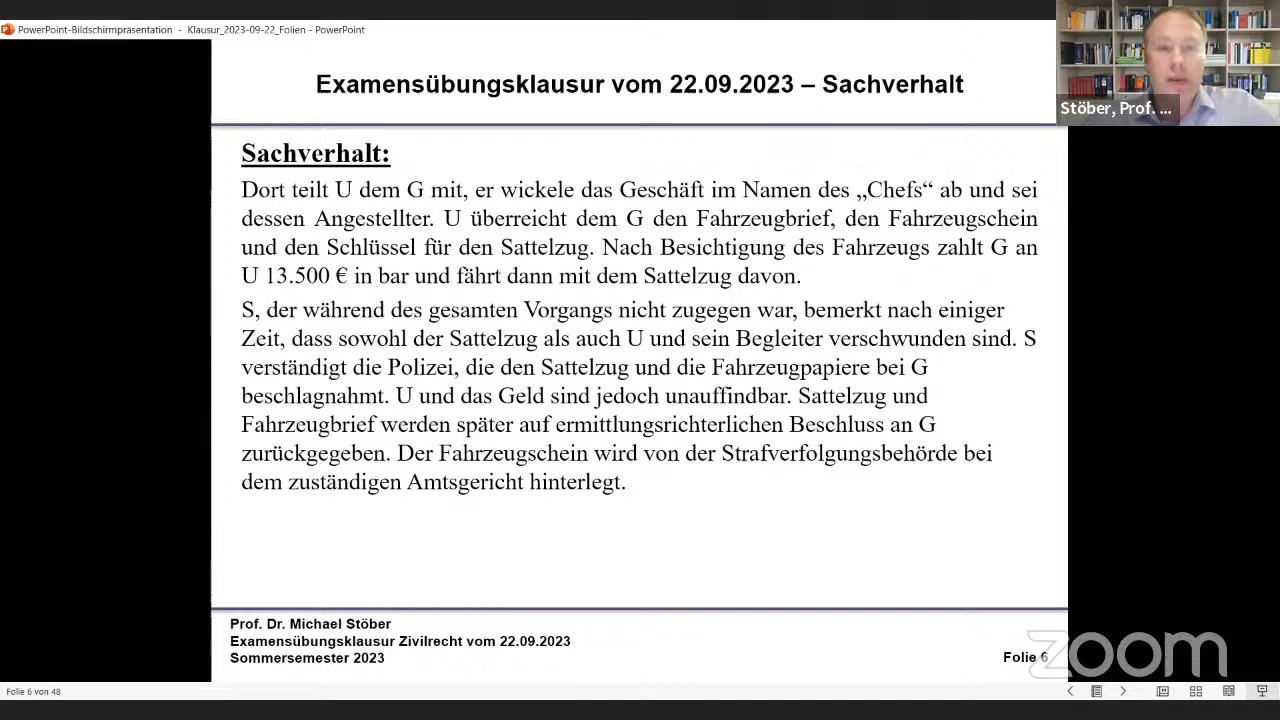 PowerPoint-Bildschirmpräsentation - Klausur_2023-09-22_Folien - PowerPoint
Stöber, Prof. ...
Examensübungsklausur vom 22.09.2023 – Sachverhalt
Sachverhalt:
Dort teilt U dem G mit, er wickele das Geschäft im Namen des „Chefs“ ab und sei
dessen Angestellter. U überreicht dem G den Fahrzeugbrief, den Fahrzeugschein
und den Schlüssel für den Sattelzug. Nach Besichtigung des Fahrzeugs zahlt G an
U 13.500 € in bar und fährt dann mit dem Sattelzug davon.
S, der während des gesamten Vorgangs nicht zugegen war, bemerkt nach einiger
Zeit, dass sowohl der Sattelzug als auch U und sein Begleiter verschwunden sind. S
verständigt die Polizei, die den Sattelzug und die Fahrzeugpapiere bei G
beschlagnahmt. U und das Geld sind jedoch unauffindbar. Sattelzug und
Fahrzeugbrief werden später auf ermittlungsrichterlichen Beschluss an G
zurückgegeben. Der Fahrzeugschein wird von der Strafverfolgungsbehörde bei
dem zuständigen Amtsgericht hinterlegt.
Prof. Dr. Michael Stöber
Examensübungsklausur Zivilrecht vom 22.09.2023
Sommersemester 2023
Folie 6
zoom
Folie 6 von 48